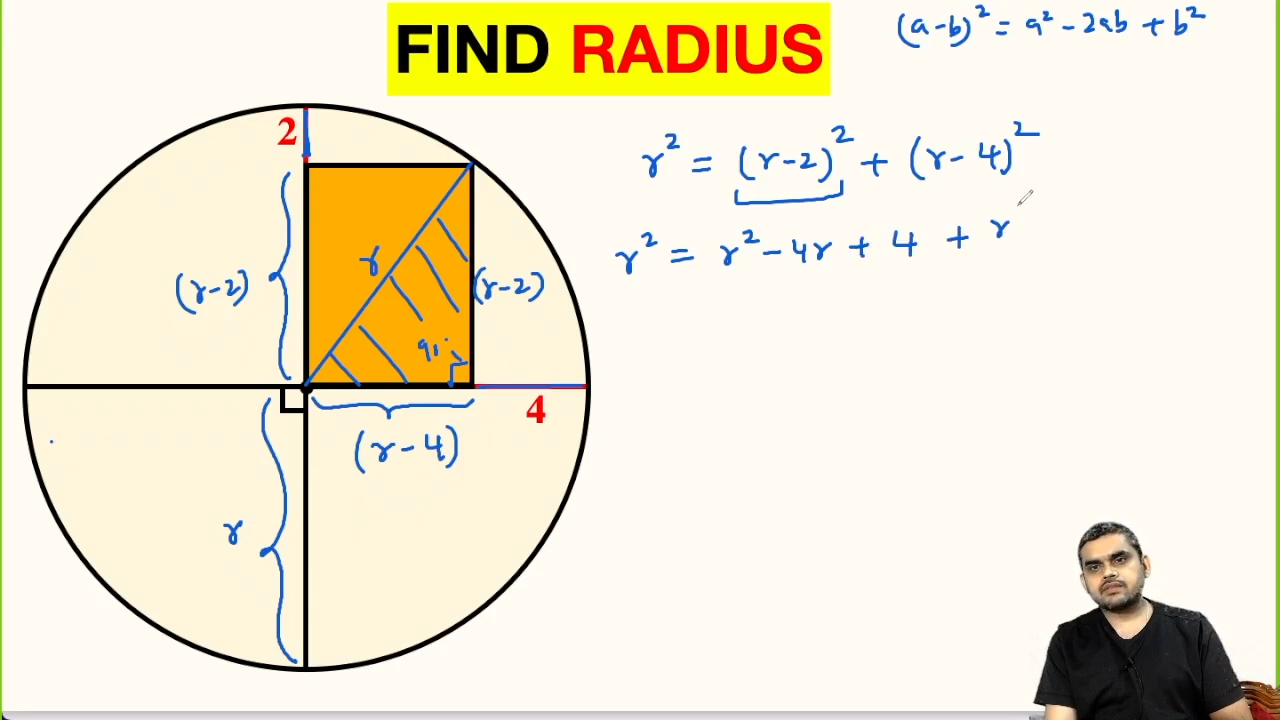 FIND RADIUS
(a-b)² = a² - 2ab + b²
2
r² = (r-2)² + (r-4)²
r² = r² - 4r + 4 + r
(r-2)
r
(r-2)
4
(r-4)
r